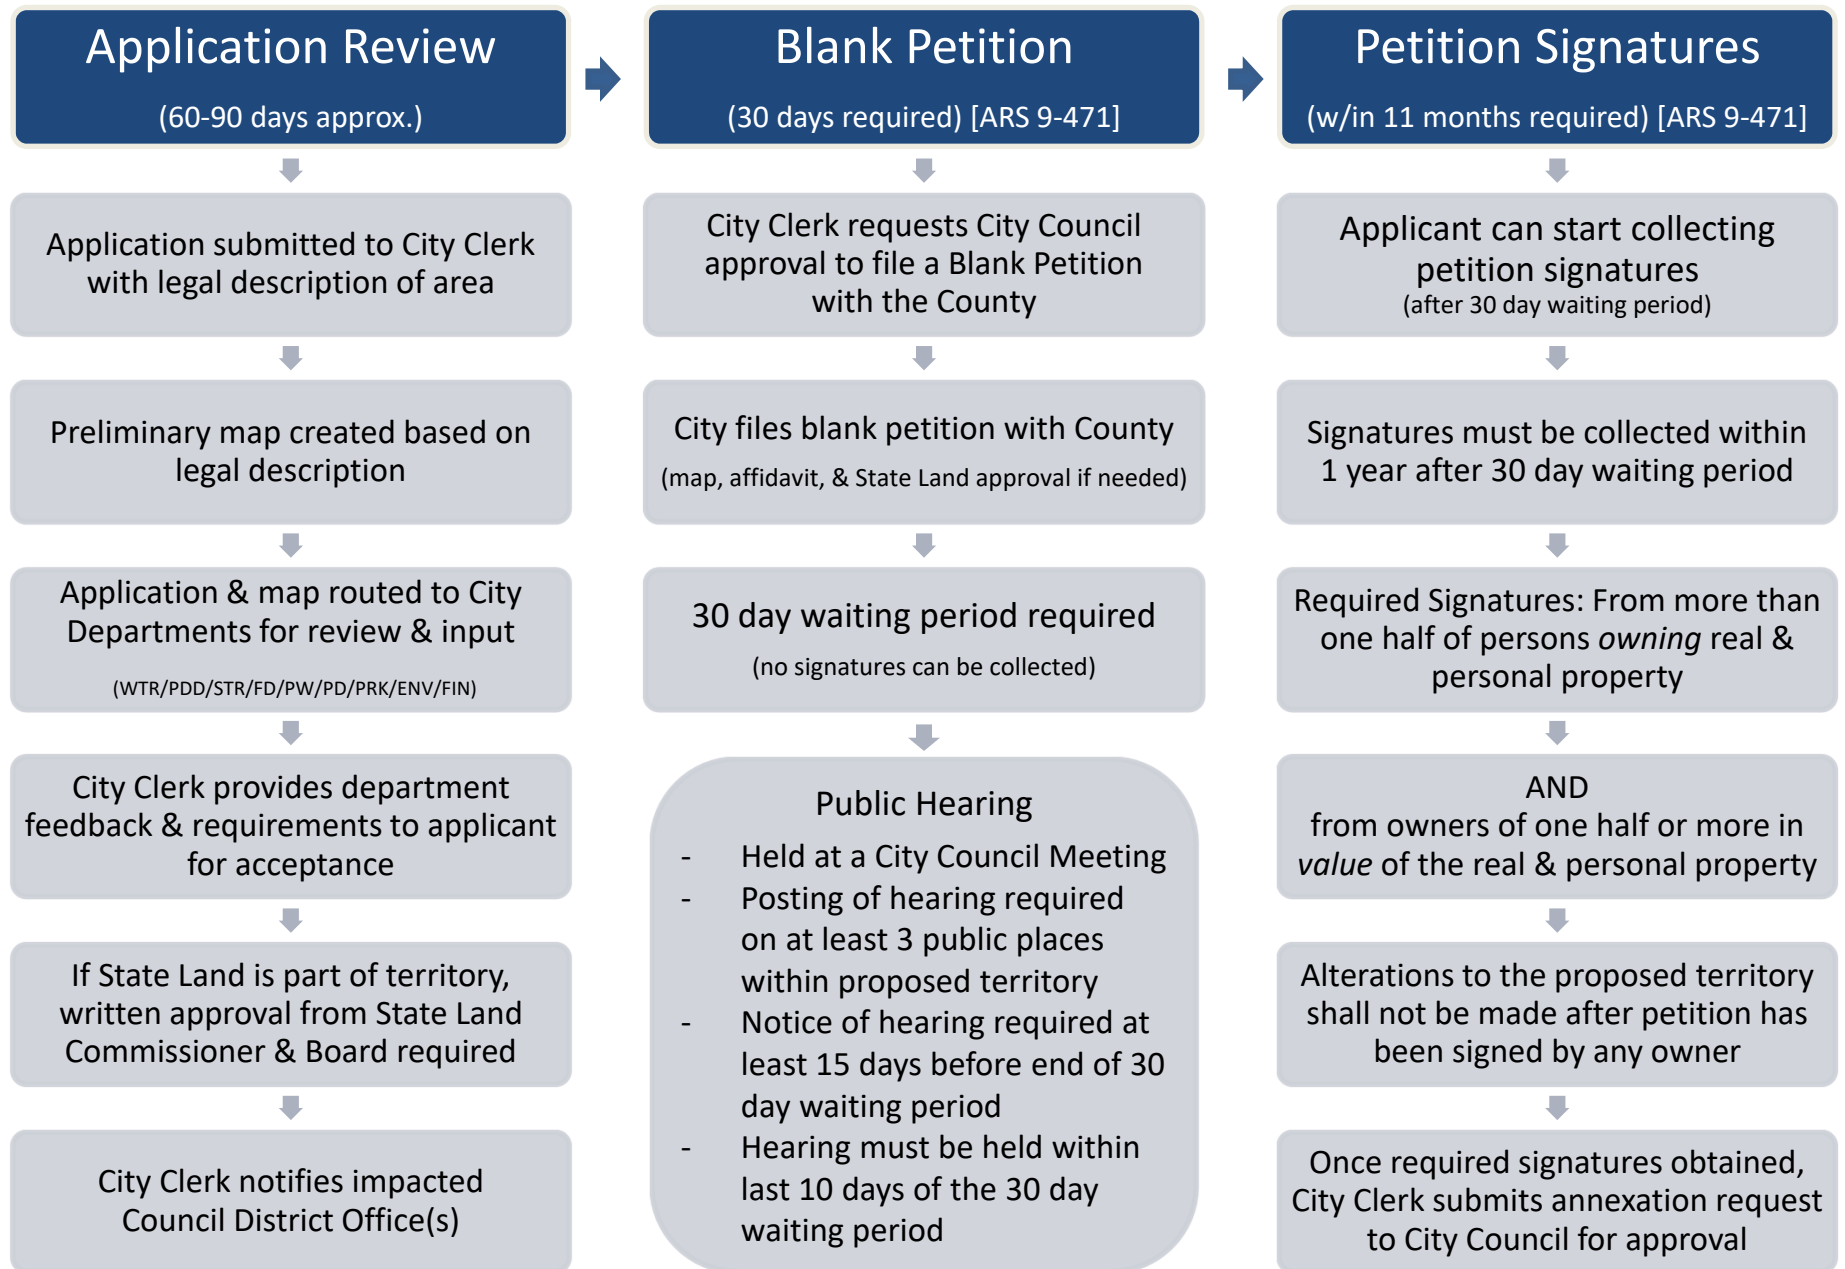 Application Review
(60-90 days approx.)
Application submitted to City Clerk
with legal description of area
Preliminary map created based on
legal description
Application & map routed to City
Departments for review & input
(WTR/PDD/STR/FD/PW/PD/PRK/ENV/FIN)
City Clerk provides department
feedback & requirements to applicant
for acceptance
If State Land is part of territory,
written approval from State Land
Commissioner & Board required
City Clerk notifies impacted
Council District Office(s)
Blank Petition
(30 days required) [ARS 9-471]
City Clerk requests City Council
approval to file a Blank Petition
with the County
City files blank petition with County
(map, affidavit, & State Land approval if needed)
30 day waiting period required
(no signatures can be collected)
Public Hearing
- Held at a City Council Meeting
- Posting of hearing required
on at least 3 public places
within proposed territory
- Notice of hearing required at
least 15 days before end of 30
day waiting period
- Hearing must be held within
last 10 days of the 30 day
waiting period
Petition Signatures
(w/in 11 months required) [ARS 9-471]
Applicant can start collecting
petition signatures
(after 30 day waiting period)
Signatures must be collected within
1 year after 30 day waiting period
Required Signatures: From more than
one half of persons owning real &
personal property
AND
from owners of one half or more in
value of the real & personal property
Alterations to the proposed territory
shall not be made after petition has
been signed by any owner
Once required signatures obtained,
City Clerk submits annexation request
to City Council for approval